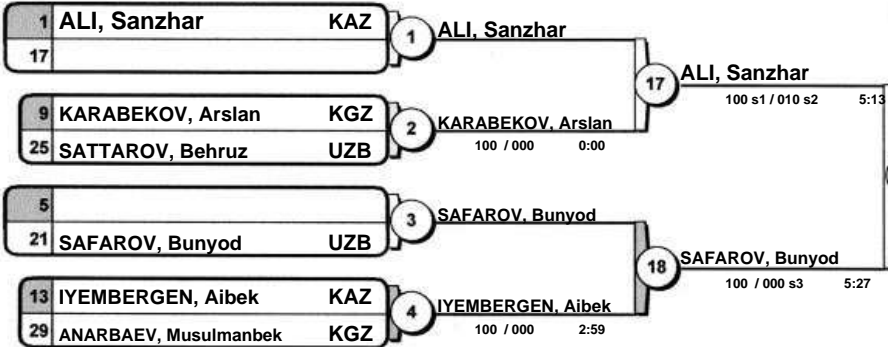 1 ALI, Sanzhar KAZ
17
1
ALI, Sanzhar
9 KARABEKOV, Arslan KGZ
25 SATTAROV, Behruz UZB
2
KARABEKOV, Arslan
100 / 000 0:00
17
ALI, Sanzhar
100 s1 / 010 s2 5:13
5
21 SAFAROV, Bunyod UZB
3
SAFAROV, Bunyod
13 IYEMBERGEN, Aibek KAZ
29 ANARBAEV, Musulmanbek KGZ
4
IYEMBERGEN, Aibek
100 / 000 2:59
18
SAFAROV, Bunyod
100 / 000 s3 5:27